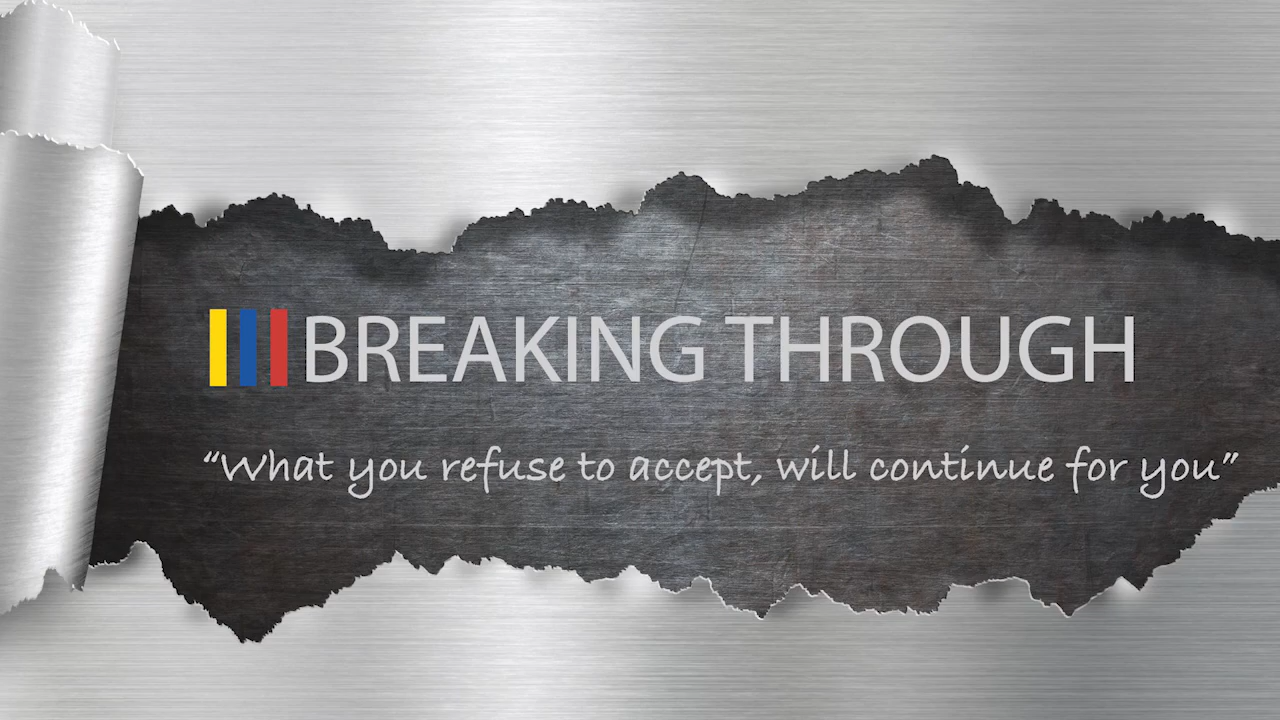 BREAKING THROUGH
“What you refuse to accept, will continue for you”